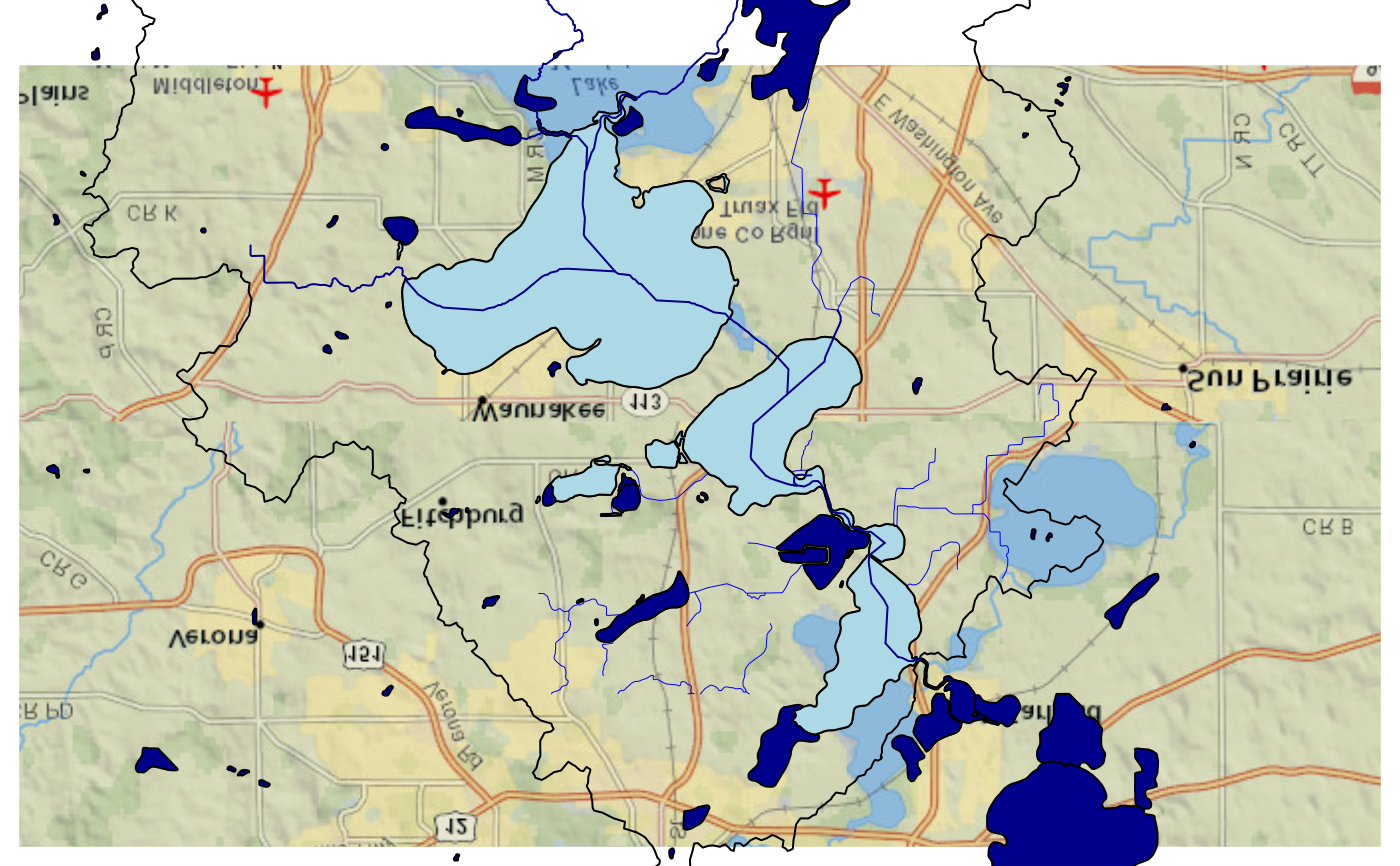 Plains
Middleton
Lake
E Washington Ave
CR N
CR TT
CR M
CR K
Truax Fld
ne Co Rgnl
CR P
Sun Prairie
Waunakee
113
Fitchburg
CR B
CR G
Verona
151
Verona Rd
R PD
12